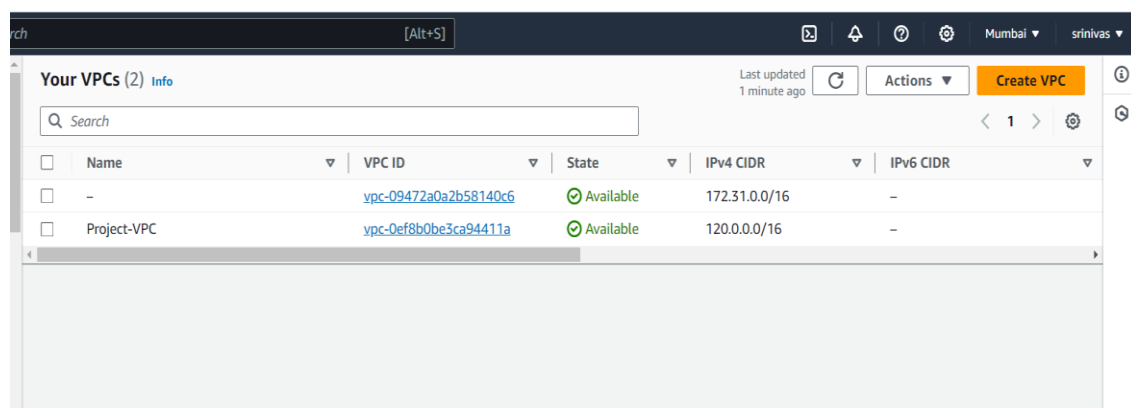 rch [Alt+S] Mumbai srinivas
Your VPCs (2) Info Last updated 1 minute ago Actions Create VPC
Search 1
Name VPC ID State IPv4 CIDR IPv6 CIDR
– vpc-09472a0a2b58140c6 Available 172.31.0.0/16 –
Project-VPC vpc-0ef8b0be3ca94411a Available 120.0.0.0/16 –